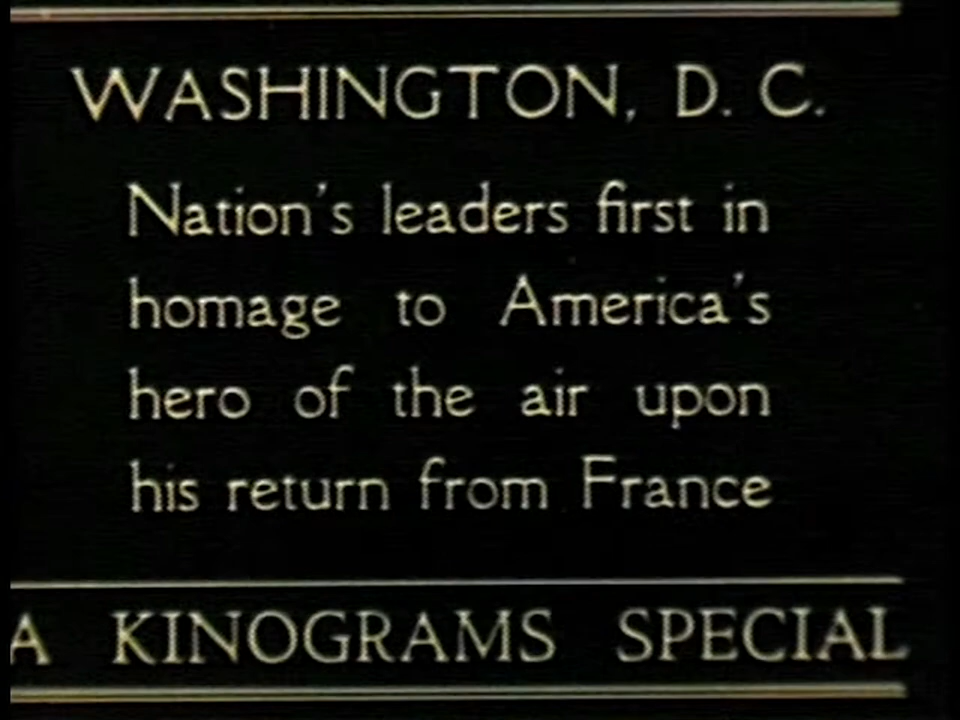 WASHINGTON, D. C.
Nation's leaders first in
homage to America's
hero of the air upon
his return from France
A KINOGRAMS SPECIAL